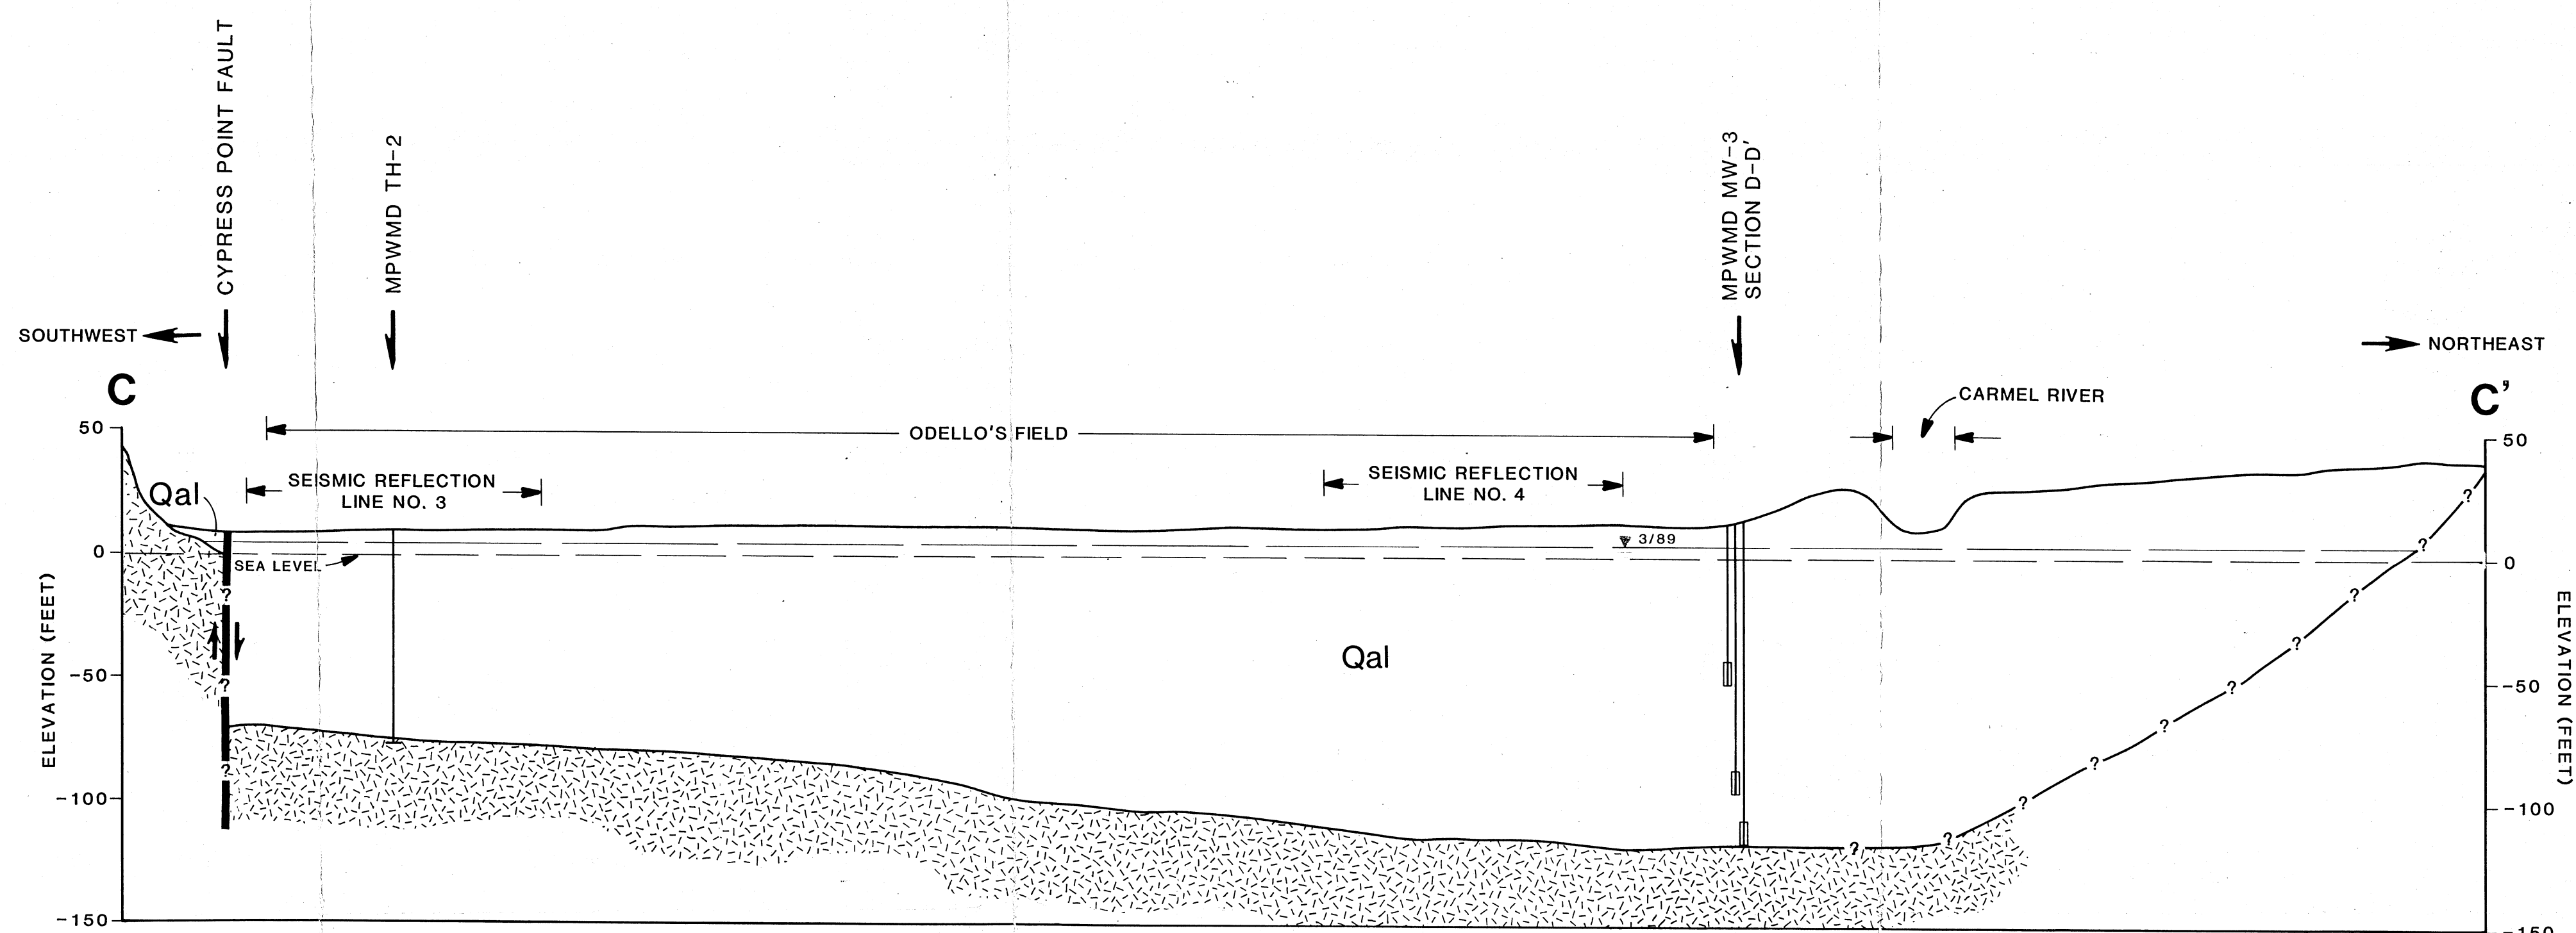 CYPRESS POINT FAULT
MPWMD TH-2
MPWMD MW-3
SECTION D-D'
SOUTHWEST
NORTHEAST
C
C'
CARMEL RIVER
ODELLO'S FIELD
SEISMIC REFLECTION
LINE NO. 3
SEISMIC REFLECTION
LINE NO. 4
Qal
3/89
SEA LEVEL
Qal
50
0
-50
-100
-150
ELEVATION (FEET)
50
0
-50
-100
-150
ELEVATION (FEET)
?
?
?
?
?
?
?
?
?
?
?
?
?